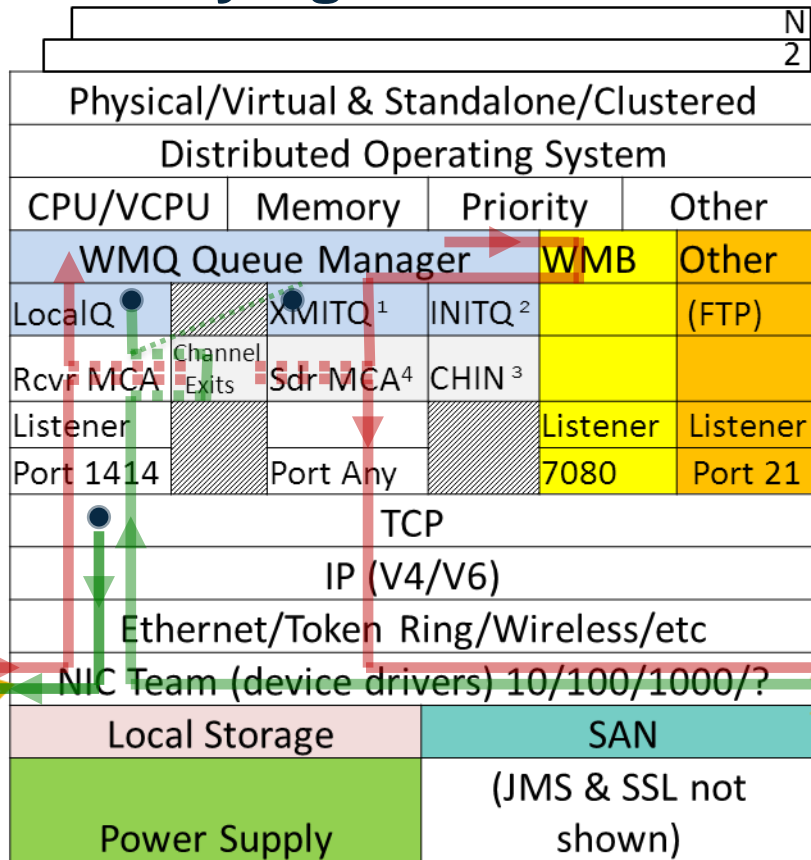 N
2
Physical/Virtual & Standalone/Clustered
Distributed Operating System
CPU/VCPU Memory Priority Other
WMQ Queue Manager WMB Other
LocalQ XMITQ 1 INITQ 2 (FTP)
Channel
Rcvr MCA Exits Sdr MCA4 CHIN 3
Listener Listener Listener
Port 1414 Port Any 7080 Port 21
TCP
IP (V4/V6)
Ethernet/Token Ring/Wireless/etc
NIC Team (device drivers) 10/100/1000/?
Local Storage SAN
(JMS & SSL not
Power Supply shown)